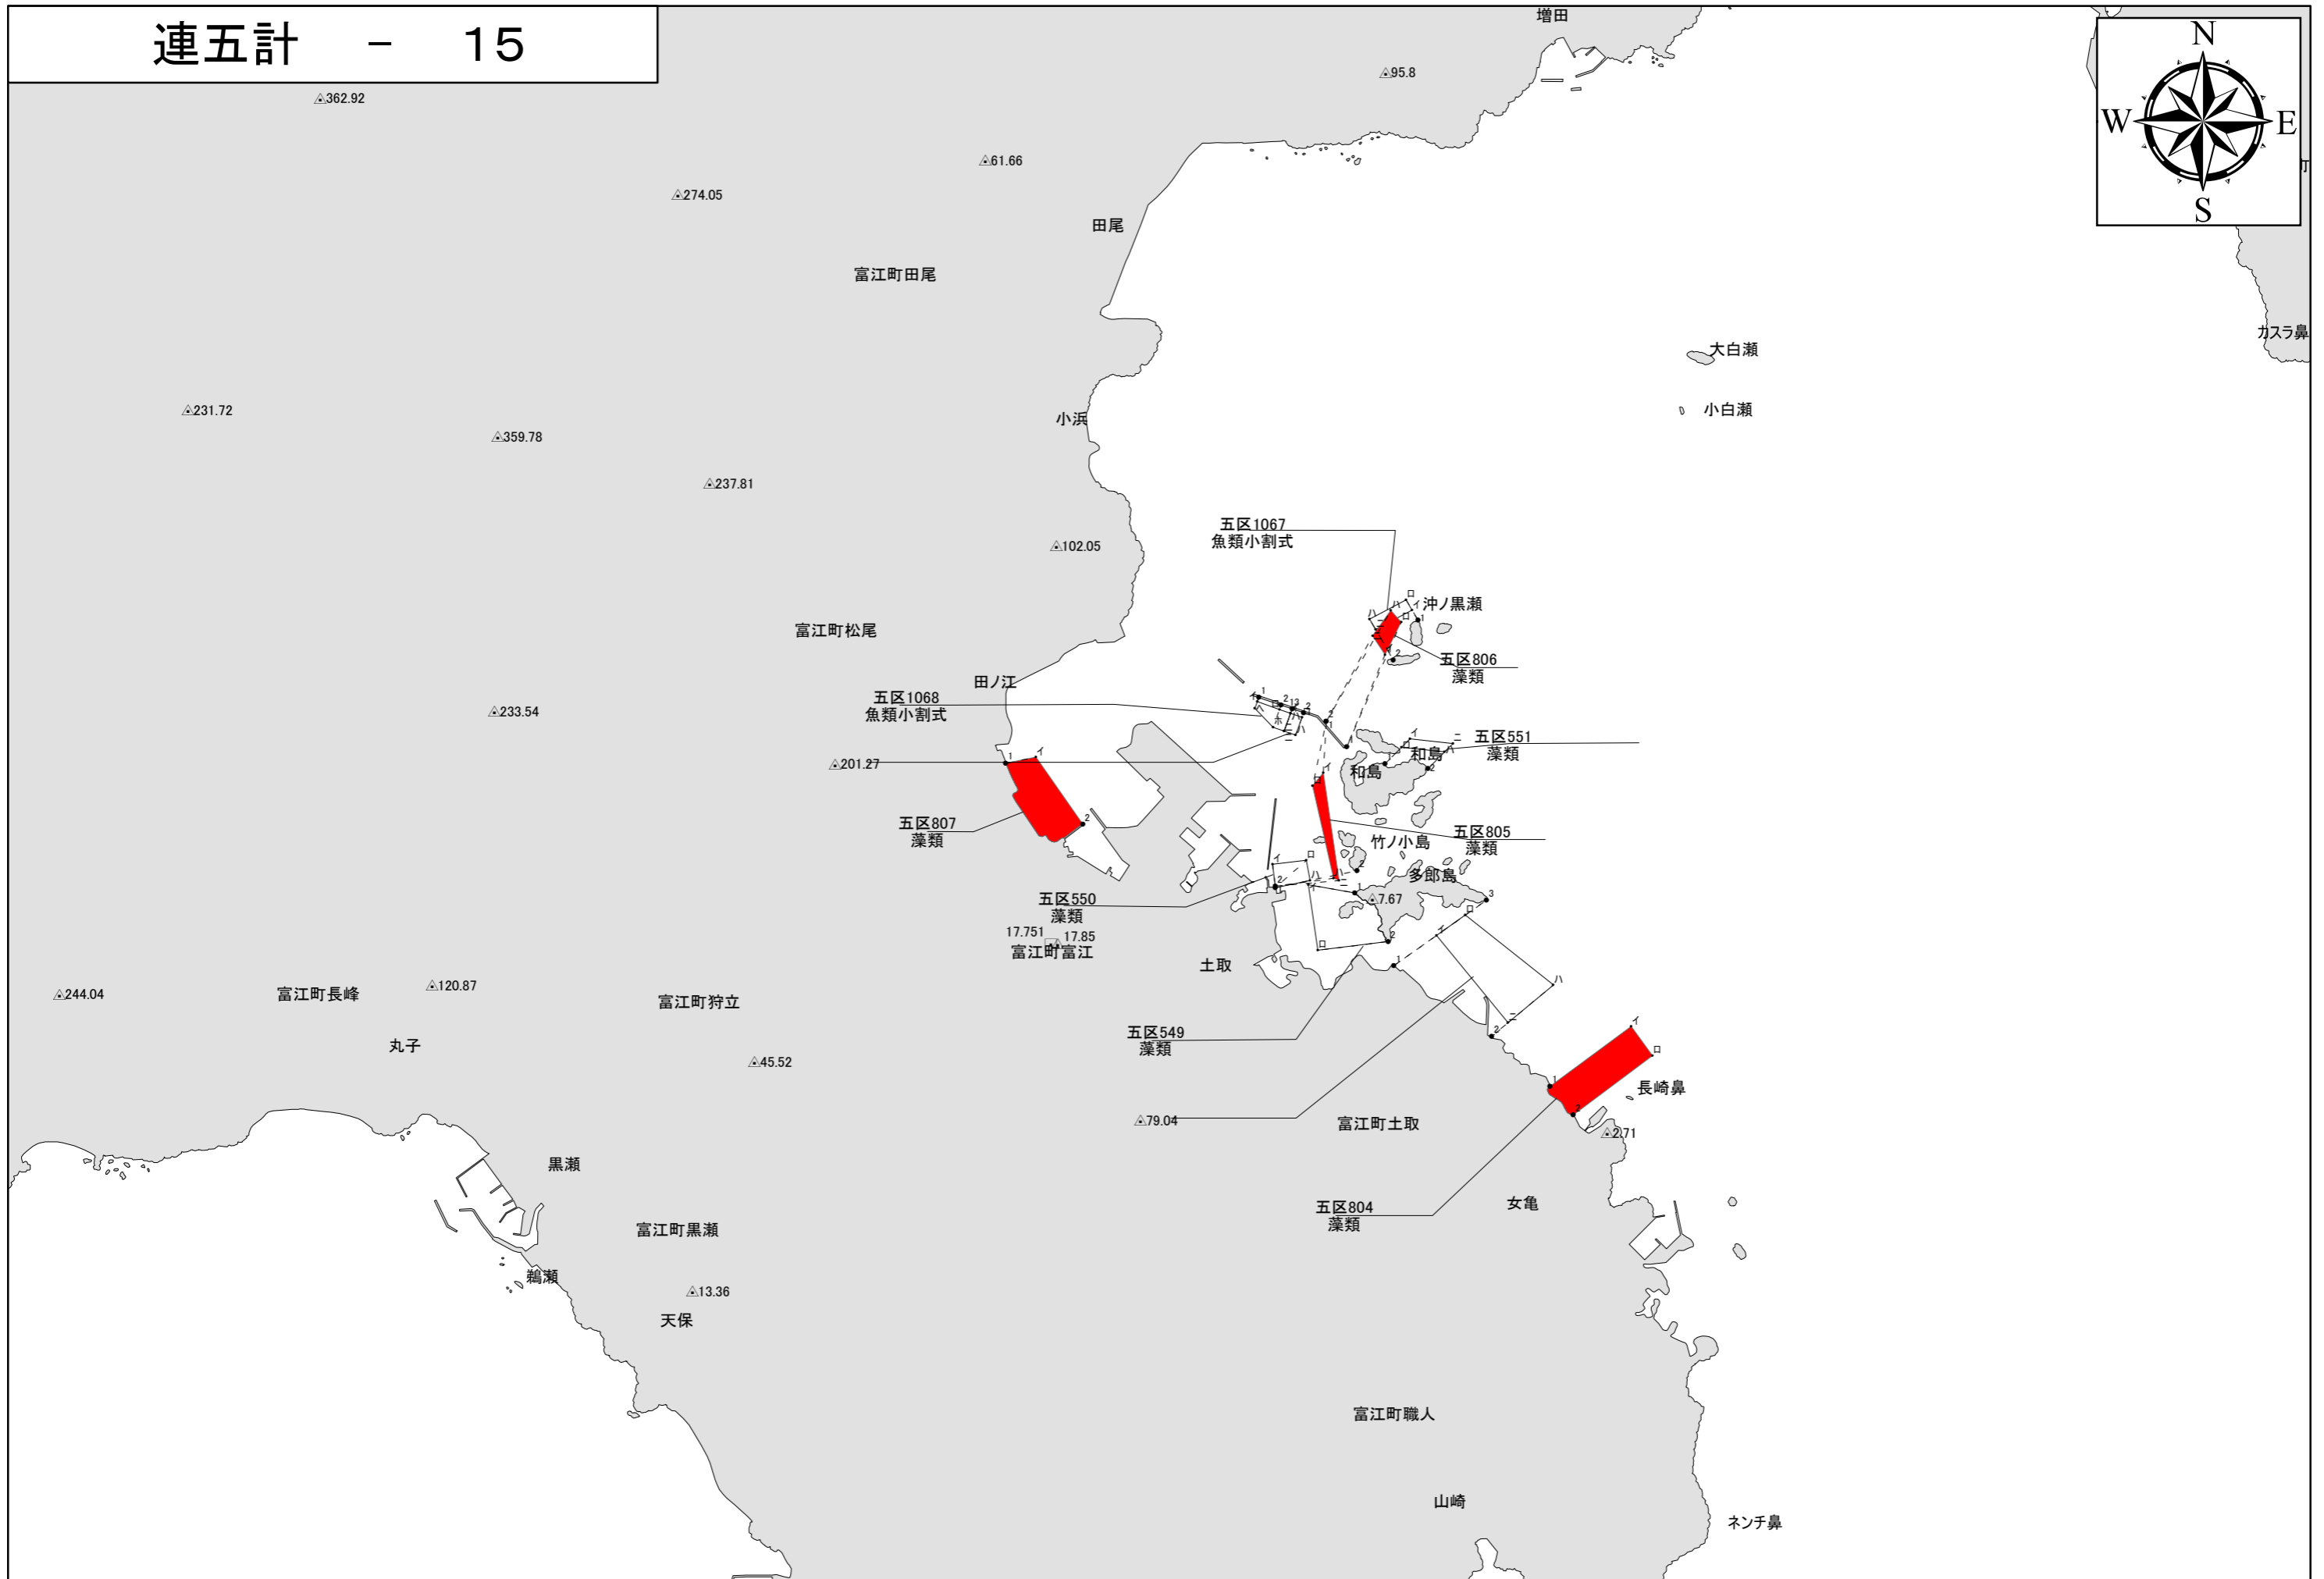 連五計 － 15
増田
N
W
E
S
95.8
362.92
61.66
274.05
田尾
富江町田尾
町
カスラ鼻
大白瀬
小白瀬
231.72
小浜
359.78
237.81
五区1067
魚類小割式
102.05
沖ノ黒瀬
富江町松尾
五区806
藻類
田ノ江
五区1068
魚類小割式
233.54
五区551
藻類
和島
和島
201.27
五区807
藻類
五区805
藻類
竹ノ小島
多郎島
7.67
五区550
藻類
17.751
17.85
富江町富江
土取
244.04
富江町長峰
120.87
富江町狩立
丸子
五区549
藻類
45.52
長崎鼻
79.04
富江町土取
2.71
黒瀬
女亀
五区804
藻類
富江町黒瀬
鵜瀬
13.36
天保
富江町職人
山崎
ネンチ鼻